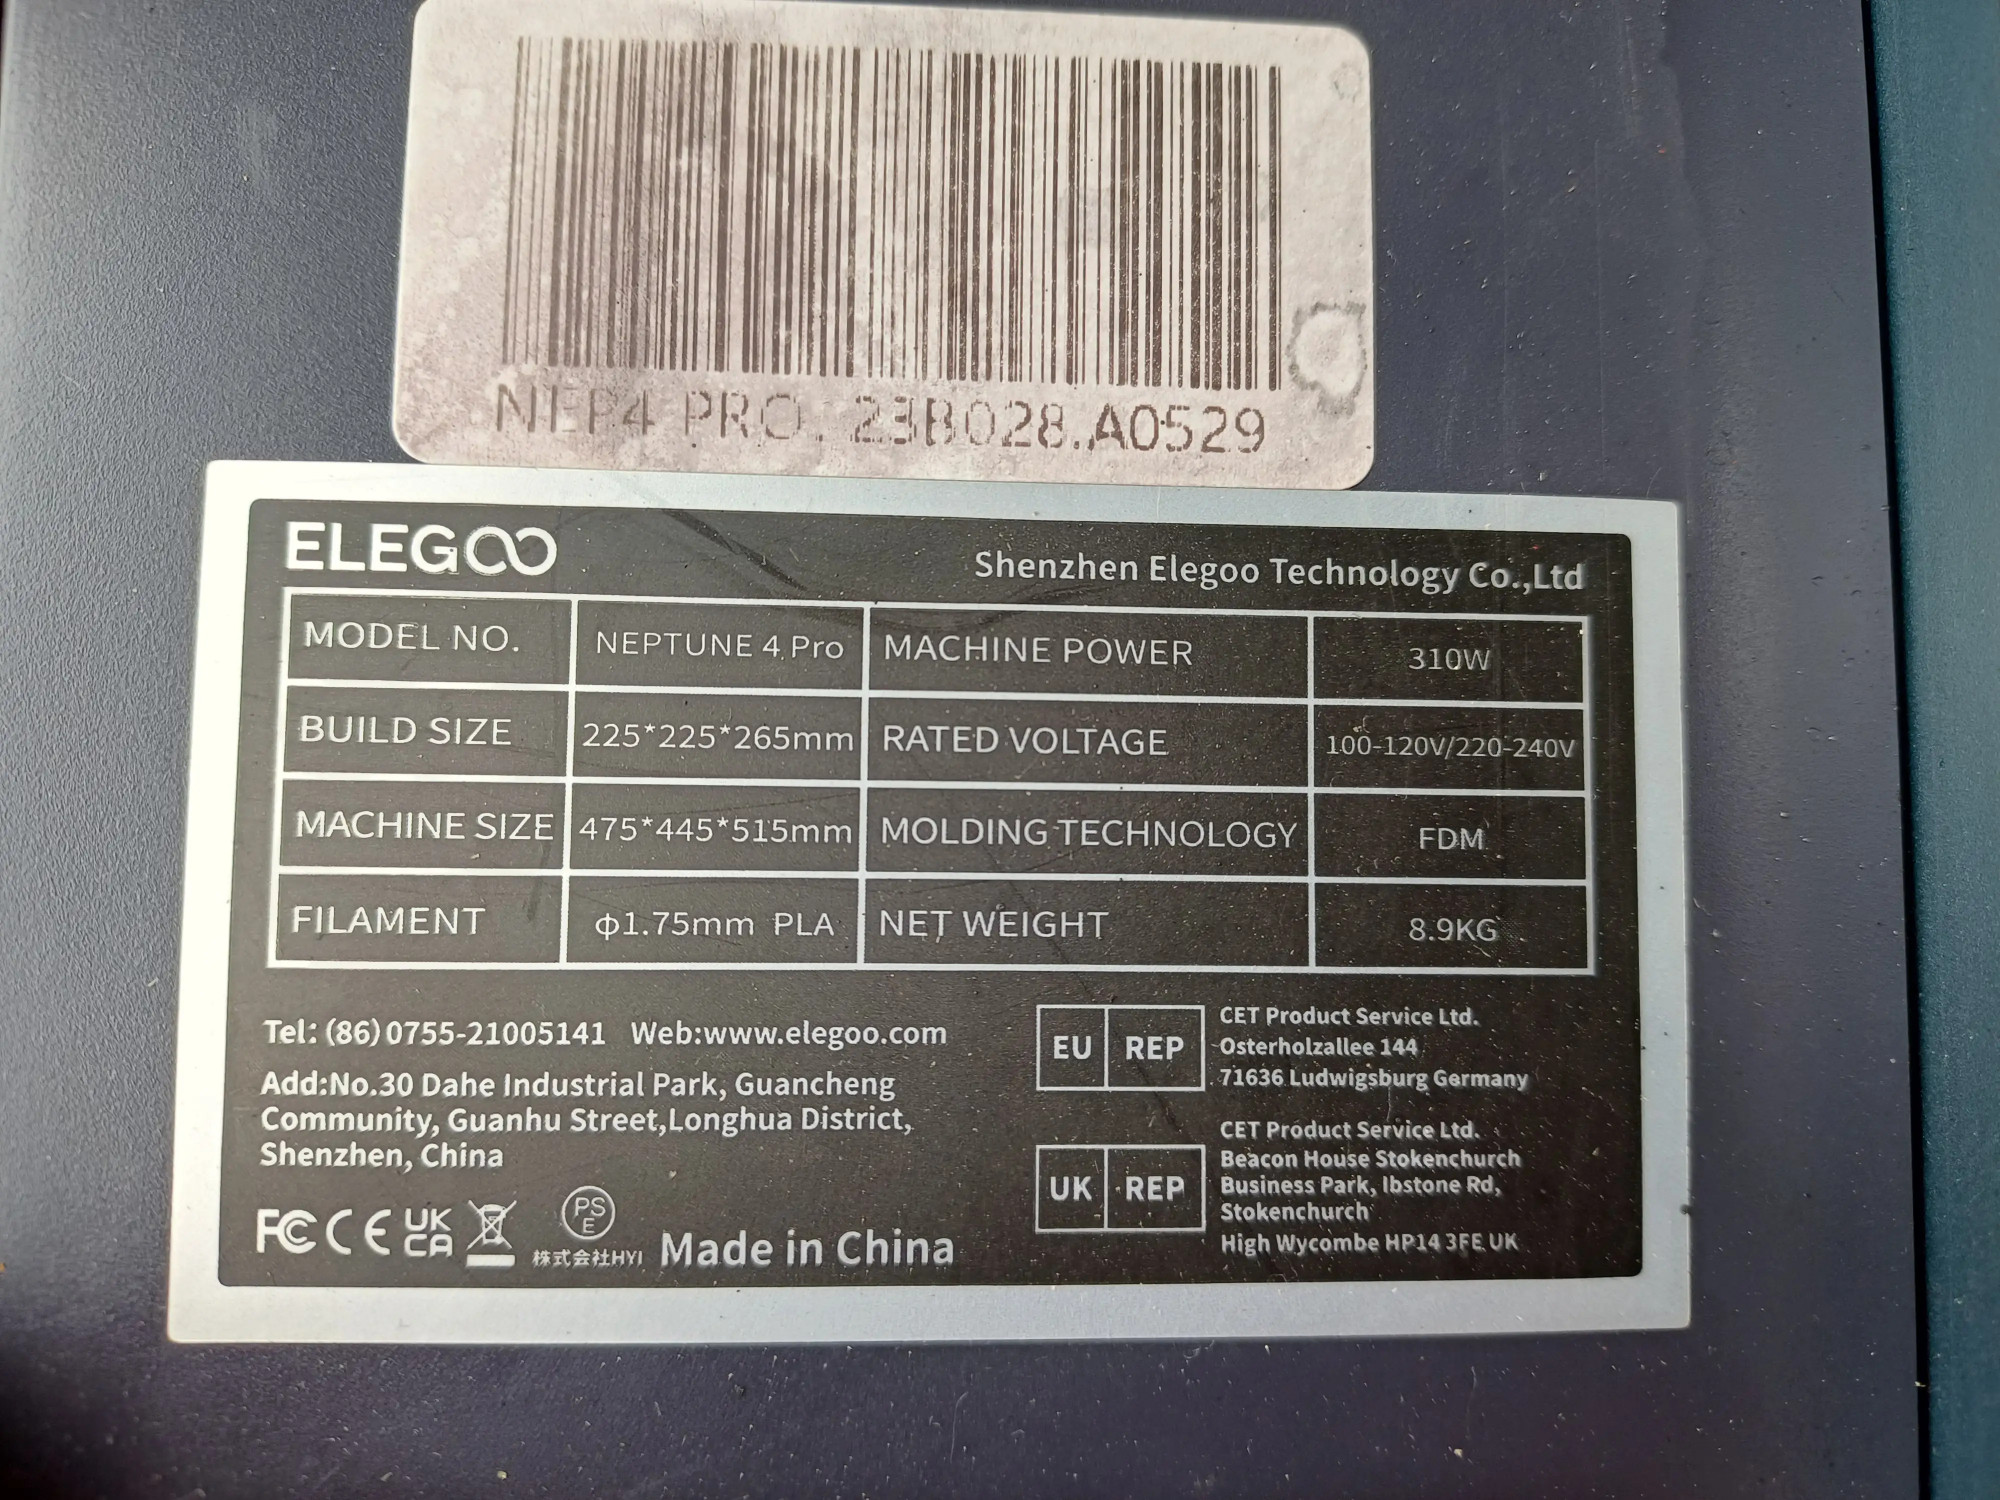 NEP4 PRO. 23B028.A0529
ELEGOO
Shenzhen Elegoo Technology Co.,Ltd
MODEL NO. NEPTUNE 4 Pro MACHINE POWER 310W
BUILD SIZE 225*225*265mm RATED VOLTAGE 100-120V/220-240V
MACHINE SIZE 475*445*515mm MOLDING TECHNOLOGY FDM
FILAMENT φ1.75mm PLA NET WEIGHT 8.9KG
Tel: (86)0755-21005141 Web:www.elegoo.com
Add:No.30 Dahe Industrial Park, Guancheng
Community, Guanhu Street,Longhua District,
Shenzhen, China
FC CE UK
CA
PS
E
株式会社HYI
Made in China
EU REP
CET Product Service Ltd.
Osterholzallee 144
71636 Ludwigsburg Germany
UK REP
CET Product Service Ltd.
Beacon House Stokenchurch
Business Park, Ibstone Rd,
Stokenchurch
High Wycombe HP14 3FE UK